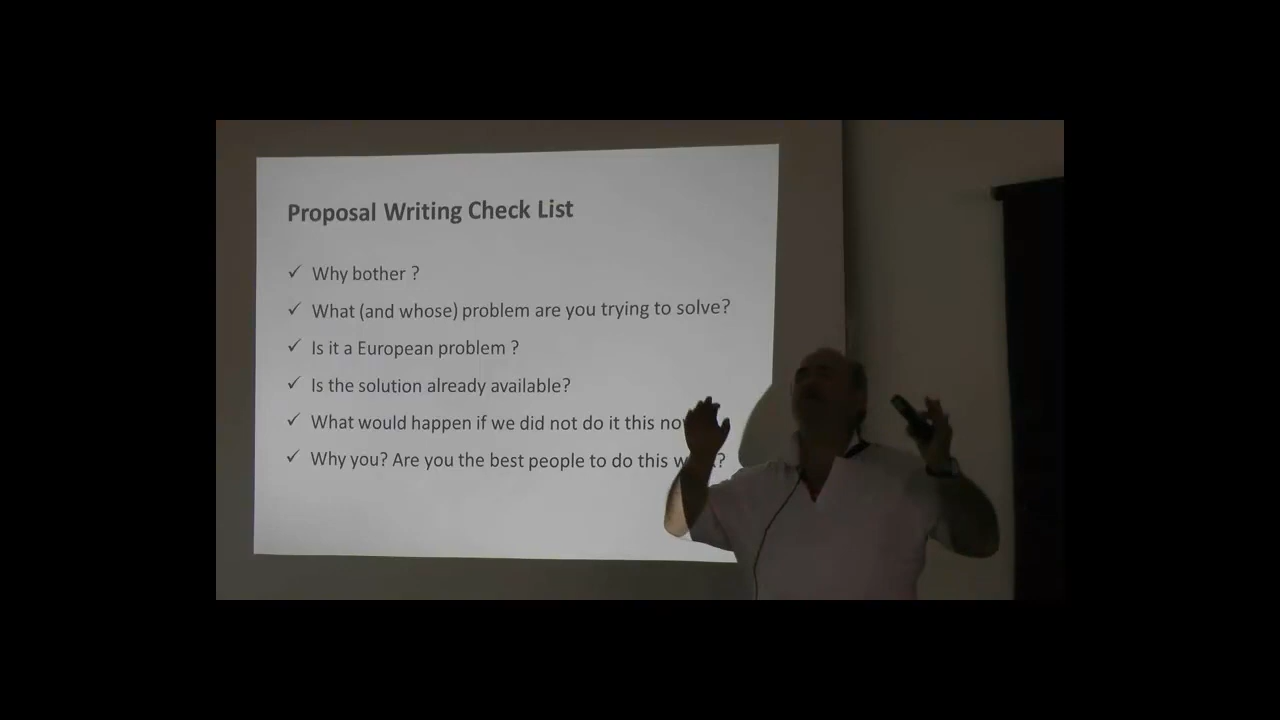 Proposal Writing Check List
✓ Why bother ?
✓ What (and whose) problem are you trying to solve?
✓ Is it a European problem ?
✓ Is the solution already available?
✓ What would happen if we did not do it this
✓ Why you? Are you the best people to do this